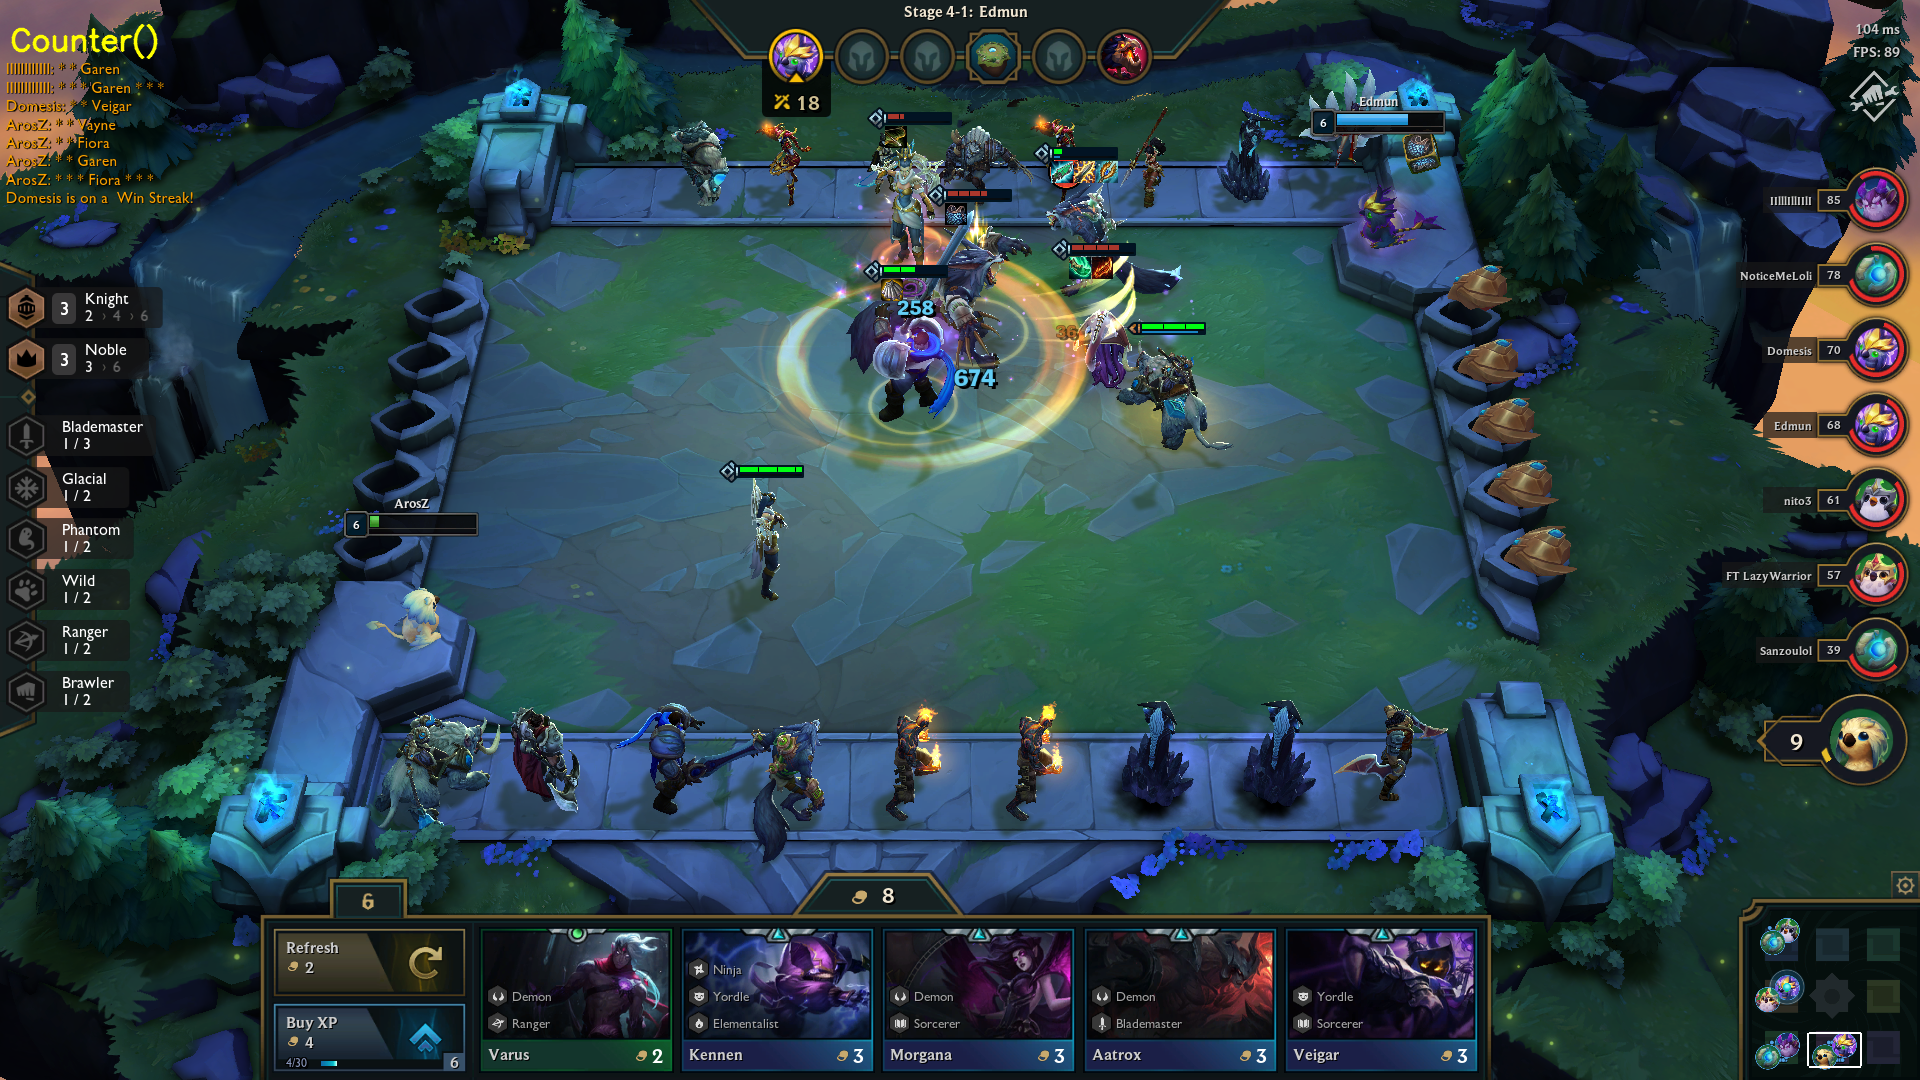 Stage 4-1: Edmun
Counter()
llllllllllll: * * Garen
llllllllllll: * * * Garen * * *
Domesis: * * Veigar
ArosZ: * * Vayne
ArosZ: * * Fiora
ArosZ: * * Garen
ArosZ: * * * Fiora * * *
Domesis is on a Win Streak!
104 ms
FPS: 89
18
Edmun
6
3 Knight
2 › 4 › 6
3 Noble
3 › 6
Blademaster
1 / 3
Glacial
1 / 2
Phantom
1 / 2
Wild
1 / 2
Ranger
1 / 2
Brawler
1 / 2
258
36
674
ArosZ
6
llllllllllll 85
NoticeMeLoli 78
Domesis 70
Edmun 68
nito3 61
FT LazyWarrior 57
Sanzoulol 39
9
6
8
Refresh
2
Buy XP
4
4/30
6
Demon
Ranger
Varus 2
Ninja
Yordle
Elementalist
Kennen 3
Demon
Sorcerer
Morgana 3
Demon
Blademaster
Aatrox 3
Yordle
Sorcerer
Veigar 3